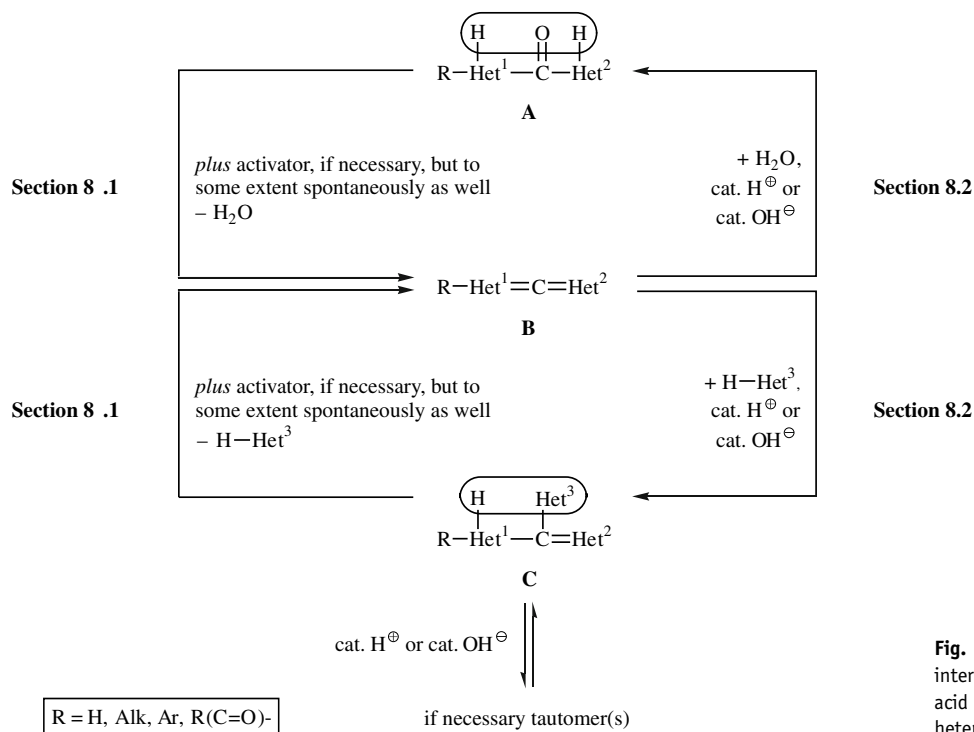 H O H
R–Het¹–C–Het²
A
Section 8 .1
plus activator, if necessary, but to
some extent spontaneously as well
– H₂O
+ H₂O,
cat. H⊕ or
cat. OH⊖
Section 8.2
R–Het¹=C=Het²
B
Section 8 .1
plus activator, if necessary, but to
some extent spontaneously as well
– H–Het³
+ H–Het³,
cat. H⊕ or
cat. OH⊖
Section 8.2
H Het³
R–Het¹–C=Het²
C
cat. H⊕ or cat. OH⊖
R = H, Alk, Ar, R(C=O)-
if necessary tautomer(s)
Fig.
inter
acid
heter